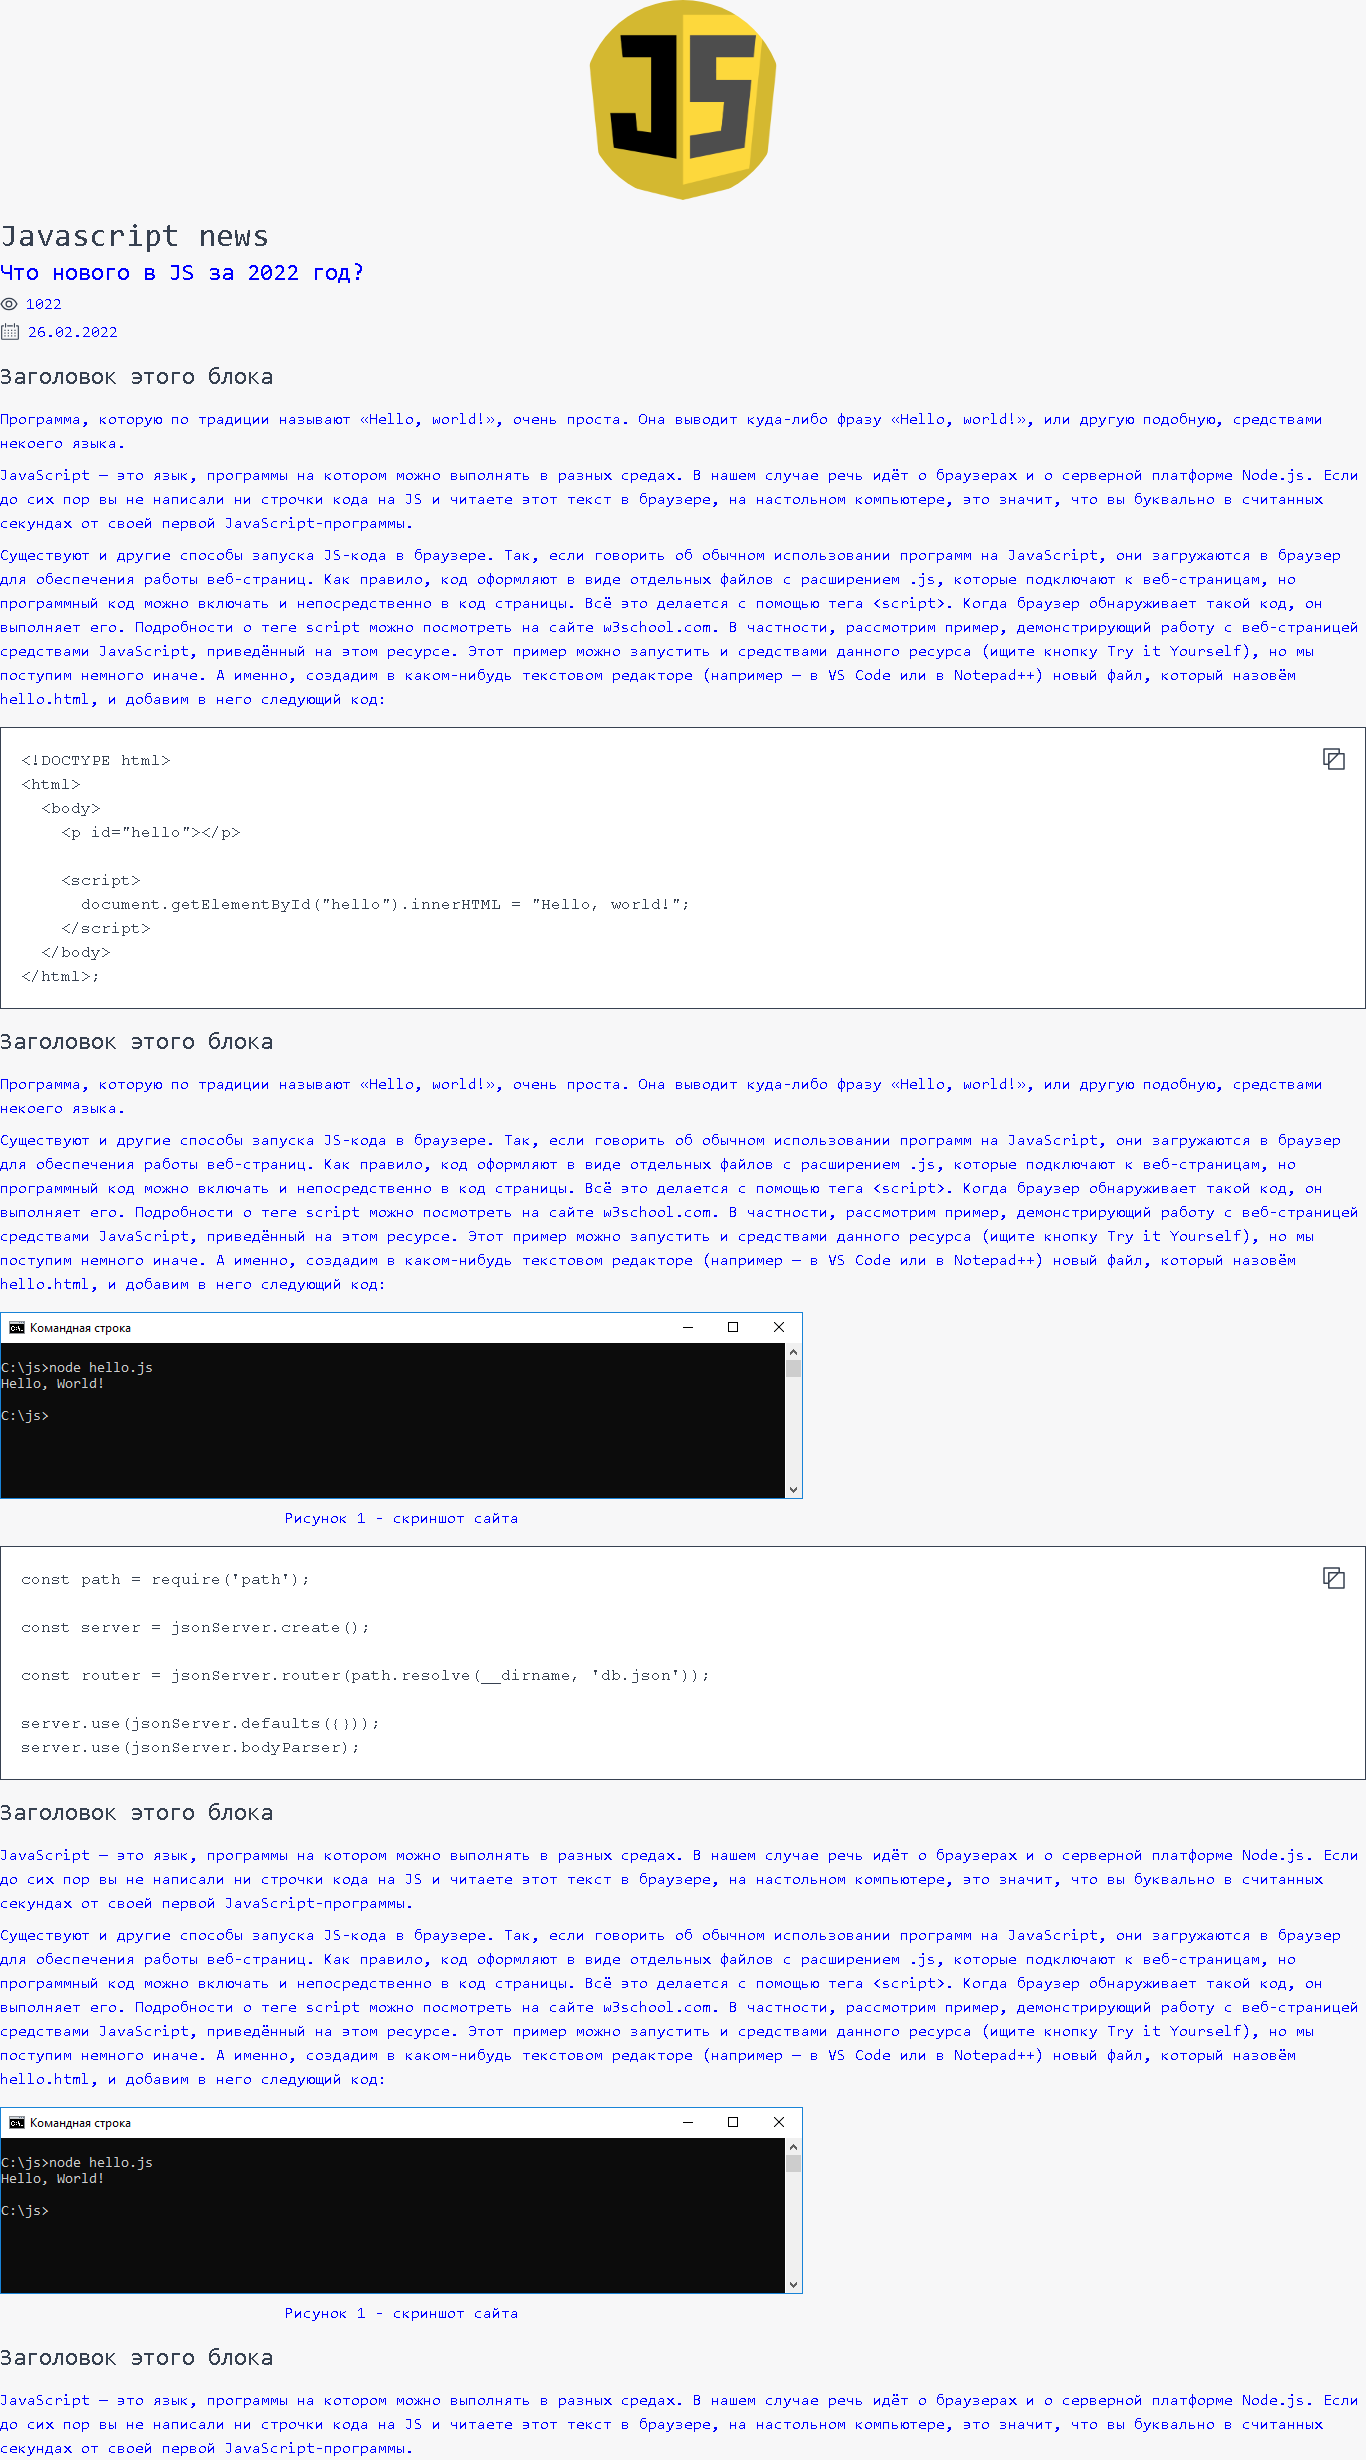 JS
Javascript news
Что нового в JS за 2022 год?
1022
26.02.2022
Заголовок этого блока
Программа, которую по традиции называют «Hello, world!», очень проста. Она выводит куда-либо фразу «Hello, world!», или другую подобную, средствами
некоего языка.
JavaScript — это язык, программы на котором можно выполнять в разных средах. В нашем случае речь идёт о браузерах и о серверной платформе Node.js. Если
до сих пор вы не написали ни строчки кода на JS и читаете этот текст в браузере, на настольном компьютере, это значит, что вы буквально в считанных
секундах от своей первой JavaScript-программы.
Существуют и другие способы запуска JS-кода в браузере. Так, если говорить об обычном использовании программ на JavaScript, они загружаются в браузер
для обеспечения работы веб-страниц. Как правило, код оформляют в виде отдельных файлов с расширением .js, которые подключают к веб-страницам, но
программный код можно включать и непосредственно в код страницы. Всё это делается с помощью тега <script>. Когда браузер обнаруживает такой код, он
выполняет его. Подробности о теге script можно посмотреть на сайте w3school.com. В частности, рассмотрим пример, демонстрирующий работу с веб-страницей
средствами JavaScript, приведённый на этом ресурсе. Этот пример можно запустить и средствами данного ресурса (ищите кнопку Try it Yourself), но мы
поступим немного иначе. А именно, создадим в каком-нибудь текстовом редакторе (например — в VS Code или в Notepad++) новый файл, который назовём
hello.html, и добавим в него следующий код:
<!DOCTYPE html>
<html>
<body>
<p id="hello"></p>
<script>
document.getElementById("hello").innerHTML = "Hello, world!";
</script>
</body>
</html>;
Заголовок этого блока
Программа, которую по традиции называют «Hello, world!», очень проста. Она выводит куда-либо фразу «Hello, world!», или другую подобную, средствами
некоего языка.
Существуют и другие способы запуска JS-кода в браузере. Так, если говорить об обычном использовании программ на JavaScript, они загружаются в браузер
для обеспечения работы веб-страниц. Как правило, код оформляют в виде отдельных файлов с расширением .js, которые подключают к веб-страницам, но
программный код можно включать и непосредственно в код страницы. Всё это делается с помощью тега <script>. Когда браузер обнаруживает такой код, он
выполняет его. Подробности о теге script можно посмотреть на сайте w3school.com. В частности, рассмотрим пример, демонстрирующий работу с веб-страницей
средствами JavaScript, приведённый на этом ресурсе. Этот пример можно запустить и средствами данного ресурса (ищите кнопку Try it Yourself), но мы
поступим немного иначе. А именно, создадим в каком-нибудь текстовом редакторе (например — в VS Code или в Notepad++) новый файл, который назовём
hello.html, и добавим в него следующий код:
Командная строка
C:\js>node hello.js
Hello, World!
C:\js>
Рисунок 1 - скриншот сайта
const path = require('path');
const server = jsonServer.create();
const router = jsonServer.router(path.resolve(__dirname, 'db.json'));
server.use(jsonServer.defaults({}));
server.use(jsonServer.bodyParser);
Заголовок этого блока
JavaScript — это язык, программы на котором можно выполнять в разных средах. В нашем случае речь идёт о браузерах и о серверной платформе Node.js. Если
до сих пор вы не написали ни строчки кода на JS и читаете этот текст в браузере, на настольном компьютере, это значит, что вы буквально в считанных
секундах от своей первой JavaScript-программы.
Существуют и другие способы запуска JS-кода в браузере. Так, если говорить об обычном использовании программ на JavaScript, они загружаются в браузер
для обеспечения работы веб-страниц. Как правило, код оформляют в виде отдельных файлов с расширением .js, которые подключают к веб-страницам, но
программный код можно включать и непосредственно в код страницы. Всё это делается с помощью тега <script>. Когда браузер обнаруживает такой код, он
выполняет его. Подробности о теге script можно посмотреть на сайте w3school.com. В частности, рассмотрим пример, демонстрирующий работу с веб-страницей
средствами JavaScript, приведённый на этом ресурсе. Этот пример можно запустить и средствами данного ресурса (ищите кнопку Try it Yourself), но мы
поступим немного иначе. А именно, создадим в каком-нибудь текстовом редакторе (например — в VS Code или в Notepad++) новый файл, который назовём
hello.html, и добавим в него следующий код:
Командная строка
C:\js>node hello.js
Hello, World!
C:\js>
Рисунок 1 - скриншот сайта
Заголовок этого блока
JavaScript — это язык, программы на котором можно выполнять в разных средах. В нашем случае речь идёт о браузерах и о серверной платформе Node.js. Если
до сих пор вы не написали ни строчки кода на JS и читаете этот текст в браузере, на настольном компьютере, это значит, что вы буквально в считанных
секундах от своей первой JavaScript-программы.